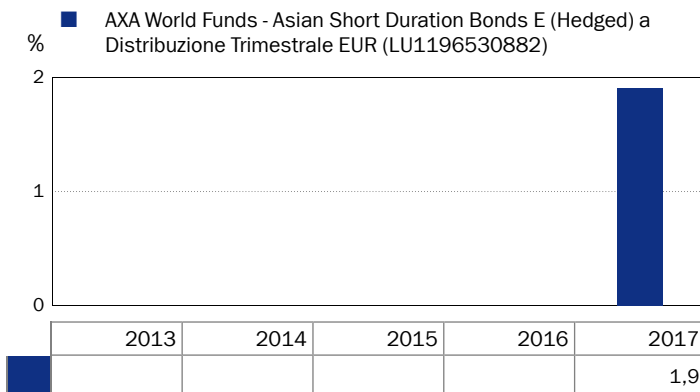 AXA World Funds - Asian Short Duration Bonds E (Hedged) a
Distribuzione Trimestrale EUR (LU1196530882)
%
2
1
0
2013 2014 2015 2016 2017
1,9